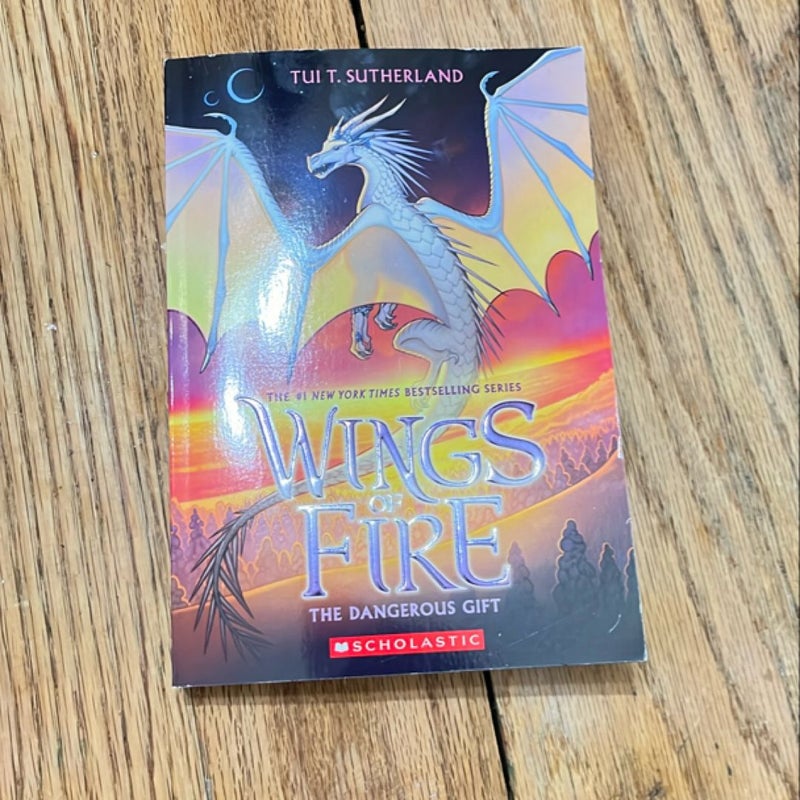 TUI T. SUTHERLAND
THE #1 NEW YORK TIMES BESTSELLING SERIES
WINGS
OF
FIRE
THE DANGEROUS GIFT
SCHOLASTIC